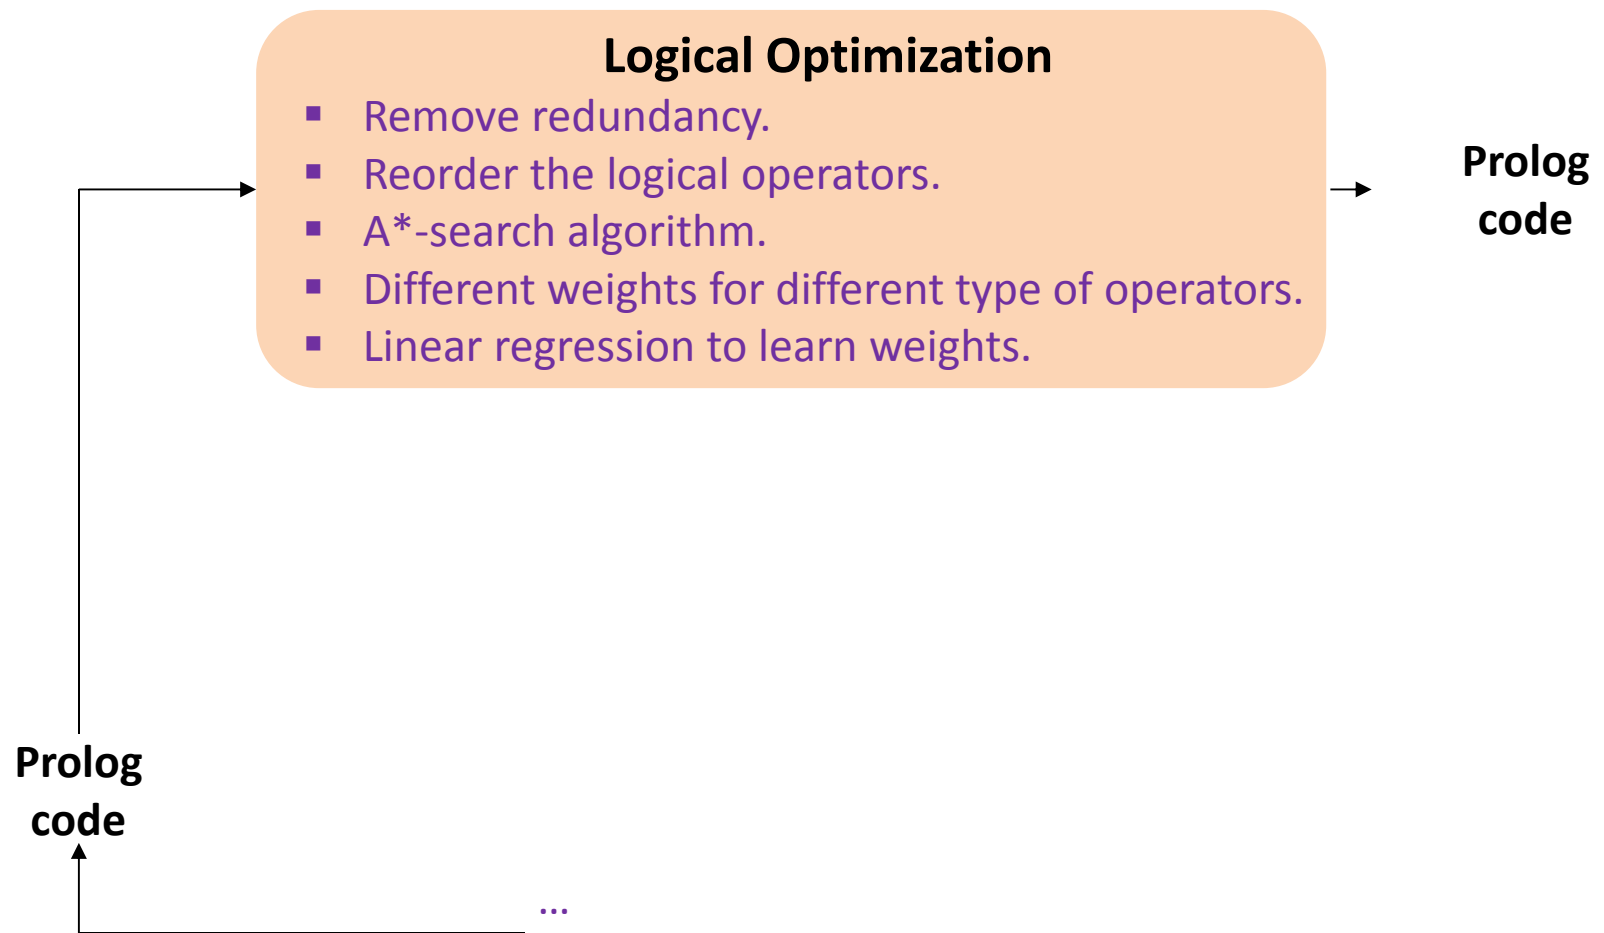 Logical Optimization
▪ Remove redundancy.
▪ Reorder the logical operators.
▪ A*-search algorithm.
▪ Different weights for different type of operators.
▪ Linear regression to learn weights.
Prolog
code
Prolog
code
...